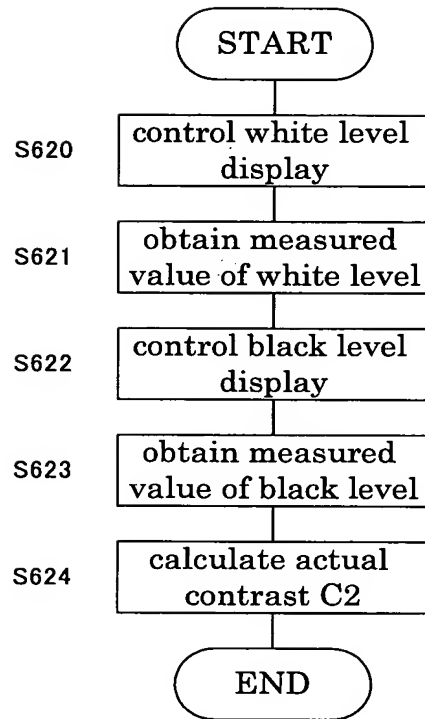 START
S620
control white level
display
S621
obtain measured
value of white level
S622
control black level
display
S623
obtain measured
value of black level
S624
calculate actual
contrast C2
END